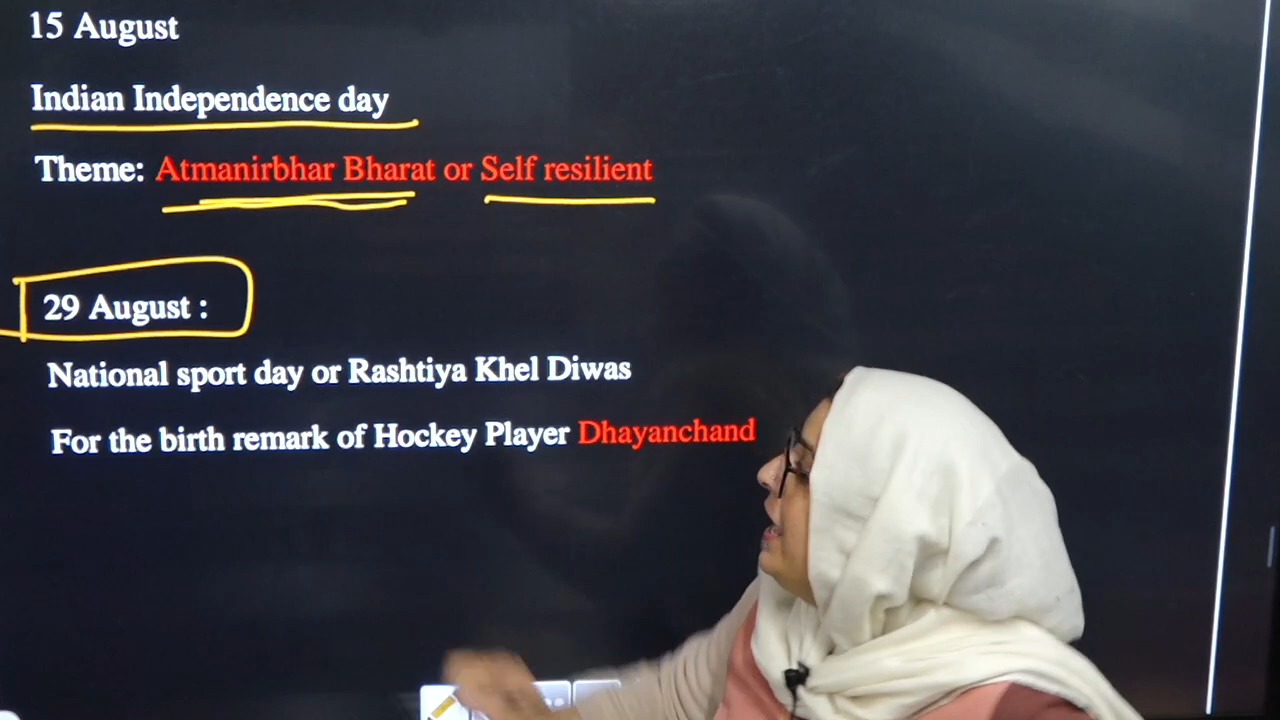 15 August
Indian Independence day
Theme: Atmanirbhar Bharat or Self resilient
29 August :
National sport day or Rashtiya Khel Diwas
For the birth remark of Hockey Player Dhayanchand